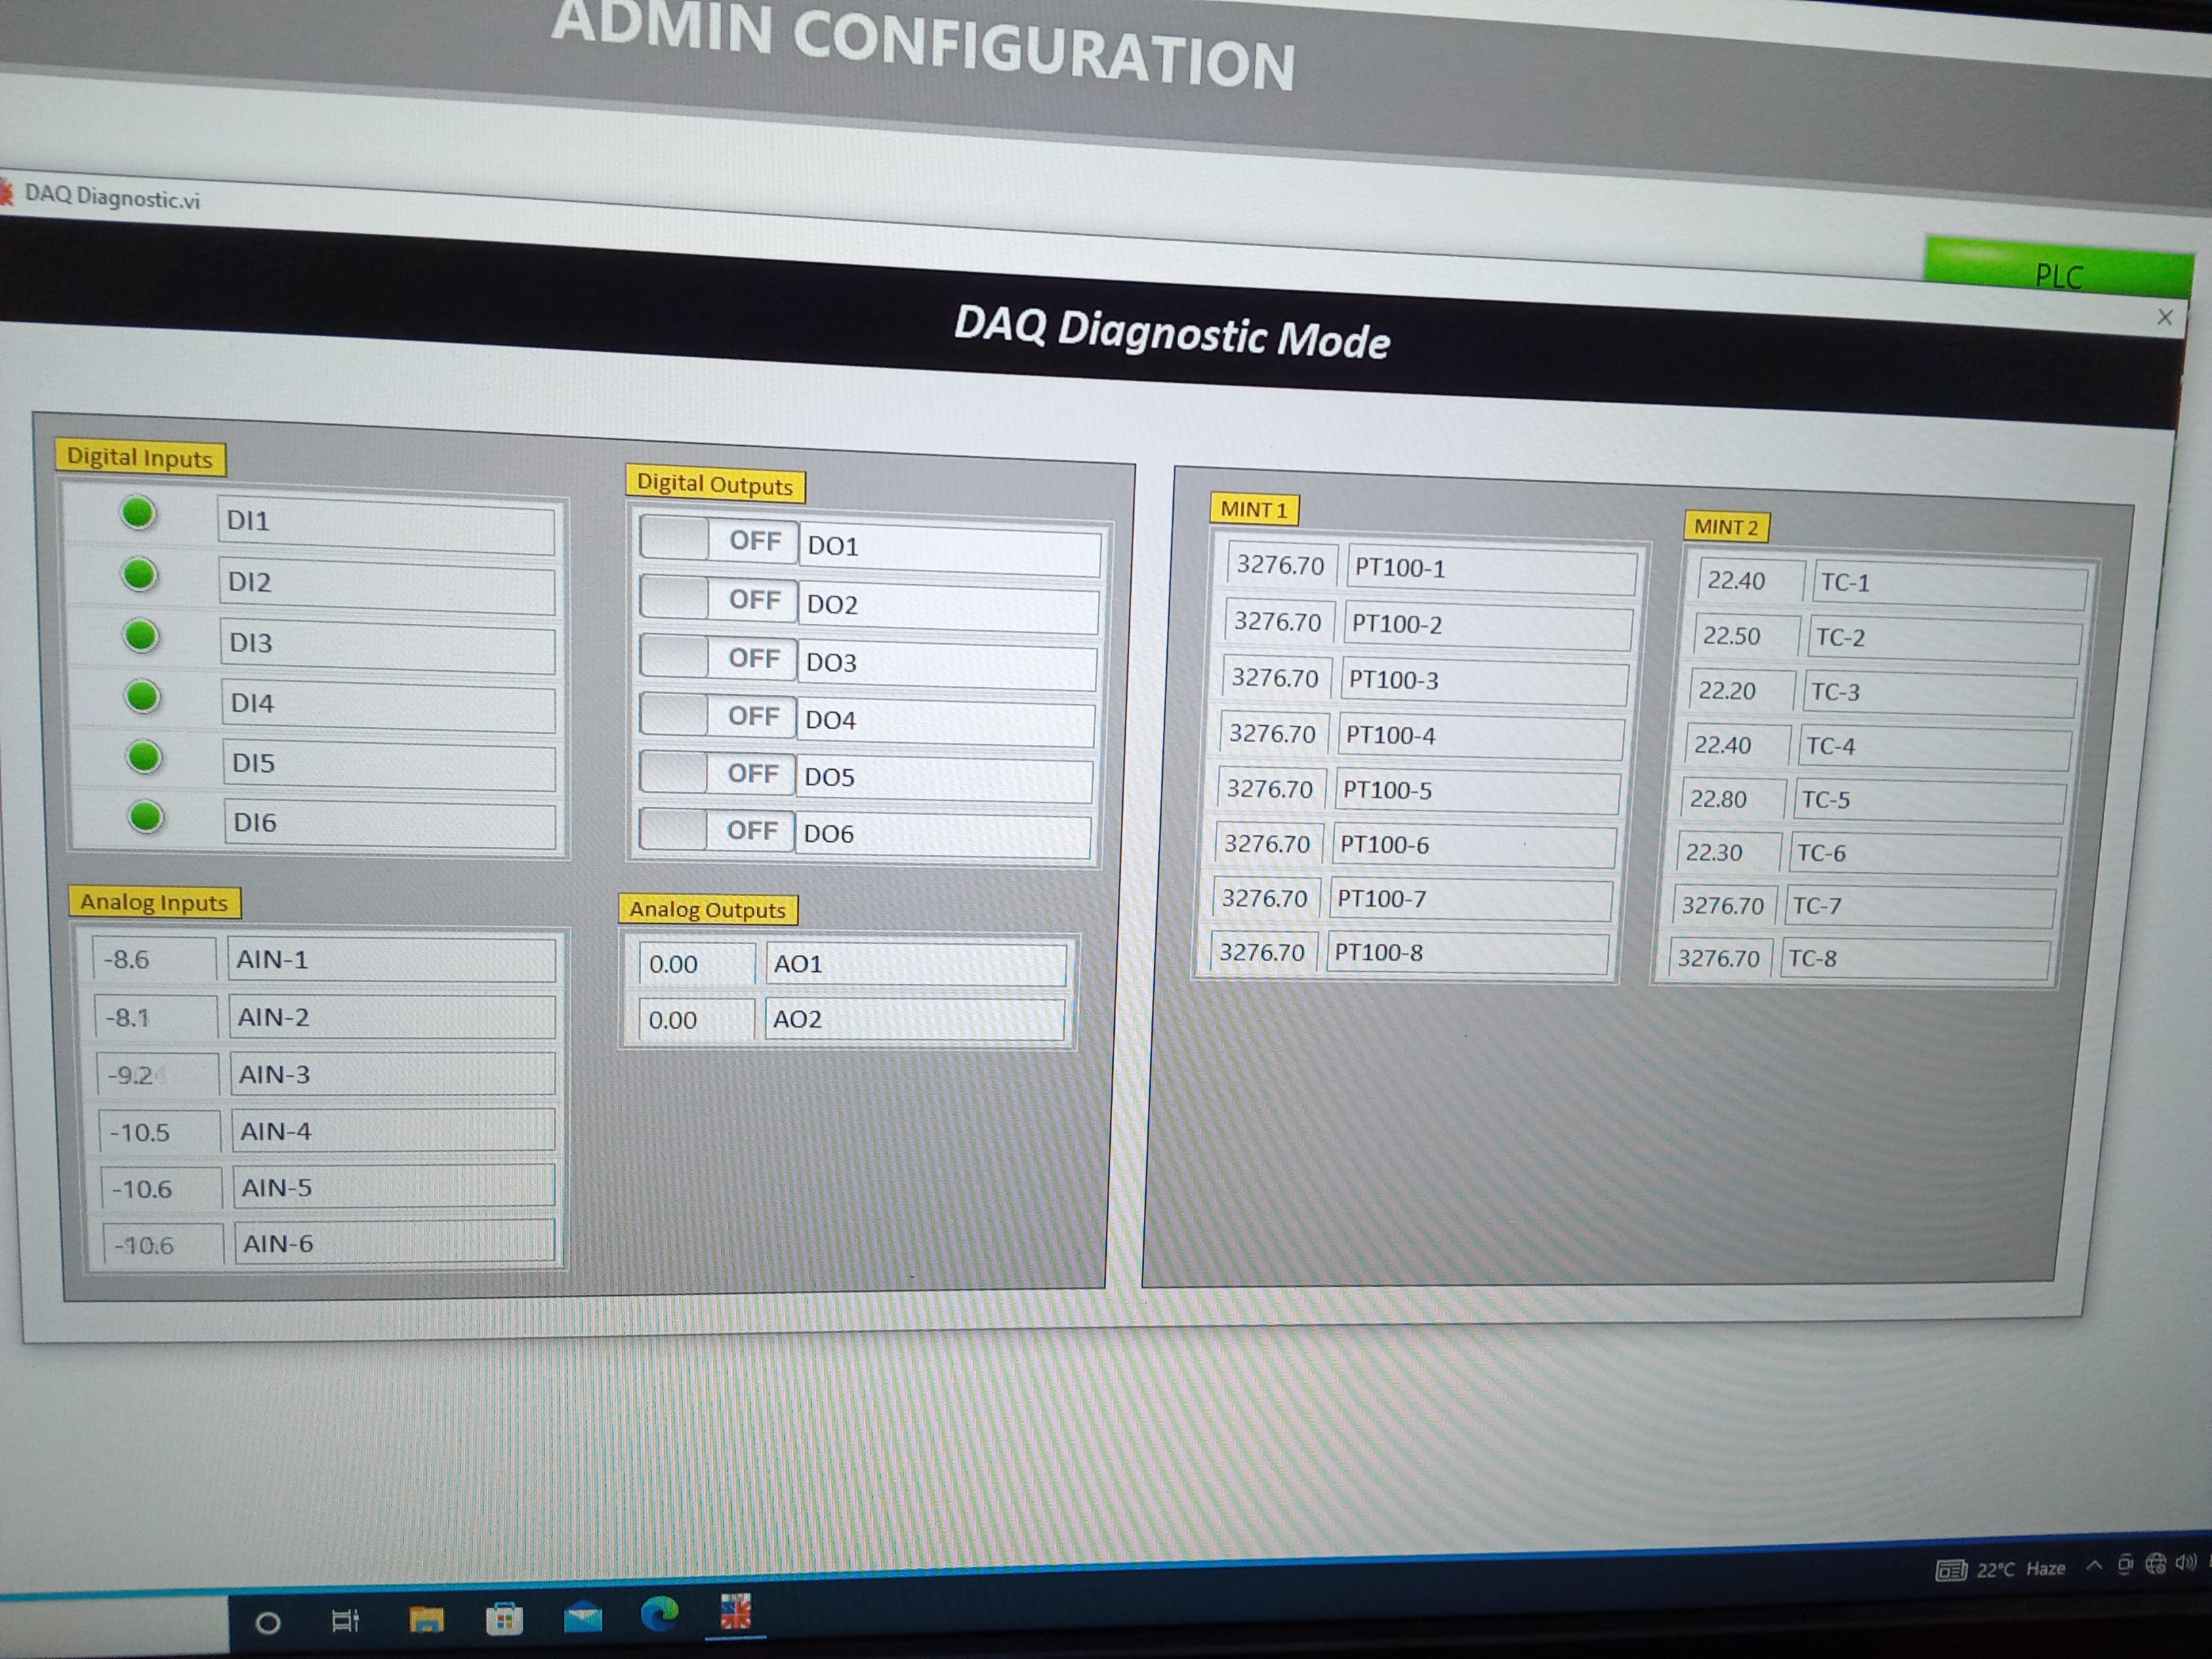 ADMIN CONFIGURATION
DAQ Diagnostic.vi
PLC
DAQ Diagnostic Mode
Digital Inputs
DI1
DI2
DI3
DI4
DI5
DI6
Digital Outputs
OFF DO1
OFF DO2
OFF DO3
OFF DO4
OFF DO5
OFF DO6
Analog Inputs
-8.6 AIN-1
-8.1 AIN-2
AIN-3
-10.5 AIN-4
-10.6 AIN-5
-10.6 AIN-6
Analog Outputs
0.00 AO1
0.00 AO2
MINT 1
3276.70 PT100-1
3276.70 PT100-2
3276.70 PT100-3
3276.70 PT100-4
3276.70 PT100-5
3276.70 PT100-6
3276.70 PT100-7
3276.70 PT100-8
MINT 2
22.40 TC-1
22.50 TC-2
22.20 TC-3
22.40 TC-4
22.80 TC-5
22.30 TC-6
3276.70 TC-7
3276.70 TC-8
22°C Haze